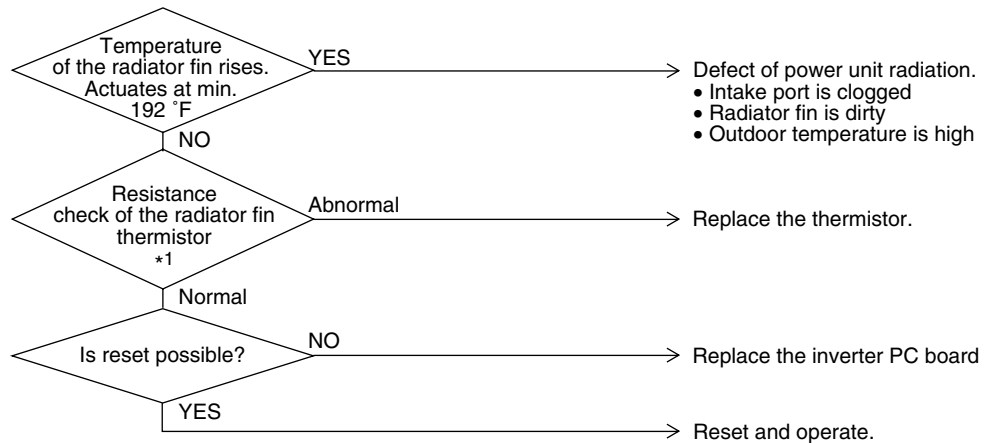 Temperature
of the radiator fin rises.
Actuates at min.
192 ˚F
YES
Defect of power unit radiation.
• Intake port is clogged
• Radiator fin is dirty
• Outdoor temperature is high
NO
Resistance
check of the radiator fin
thermistor
*1
Abnormal
Replace the thermistor.
Normal
Is reset possible?
NO
Replace the inverter PC board
YES
Reset and operate.